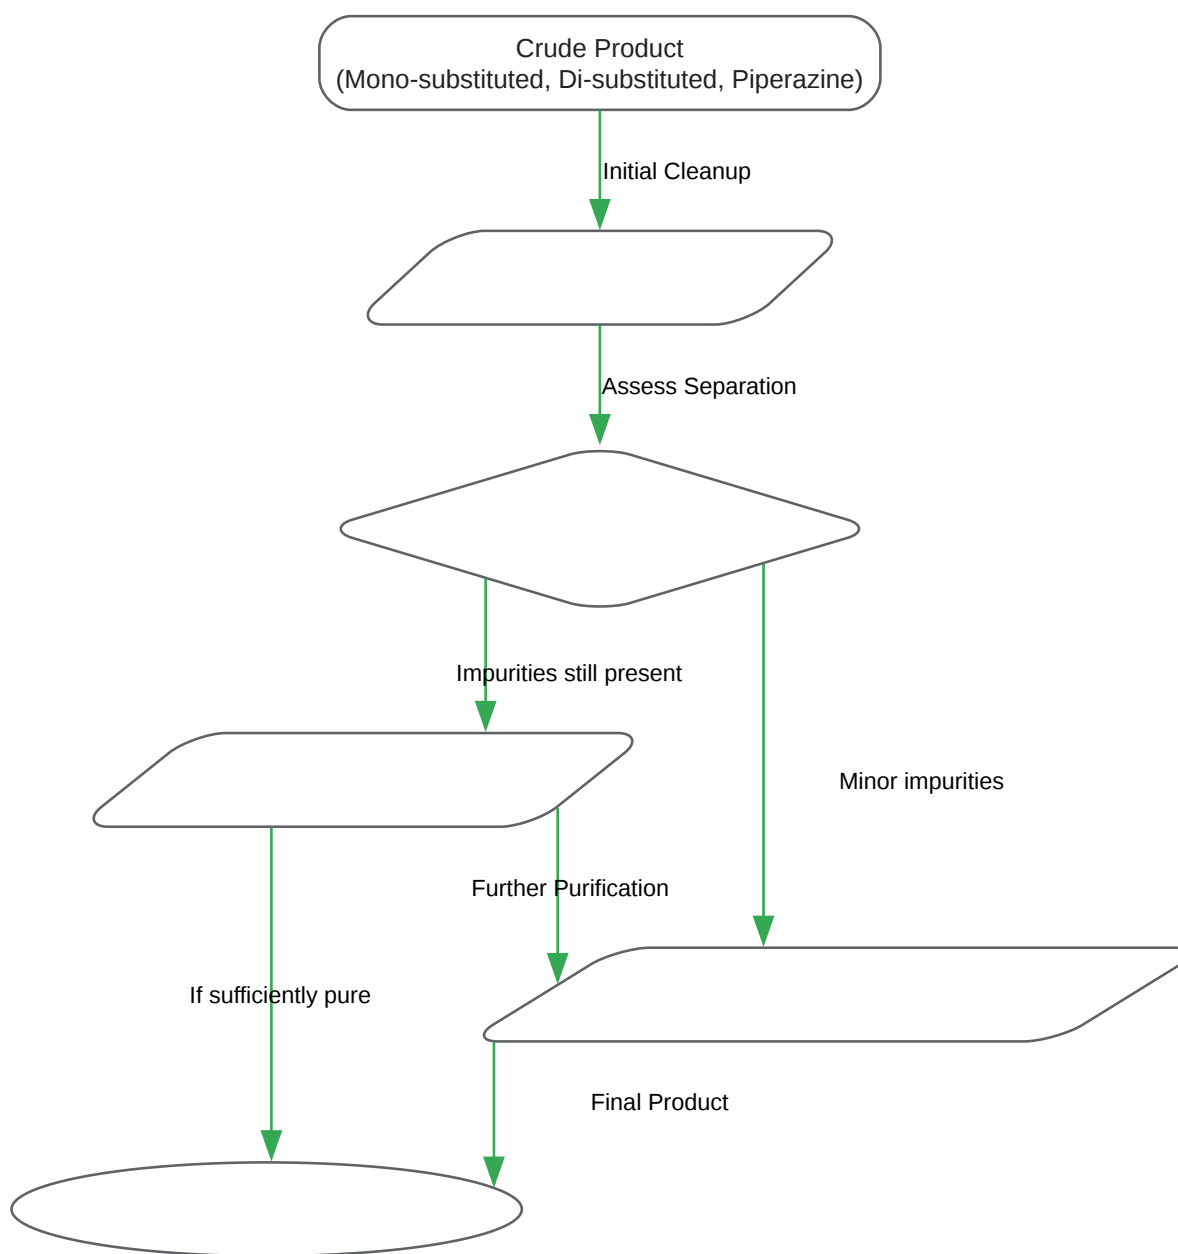 Crude Product
(Mono-substituted, Di-substituted, Piperazine)
Initial Cleanup
Assess Separation
Impurities still present
Minor impurities
Further Purification
If sufficiently pure
Final Product